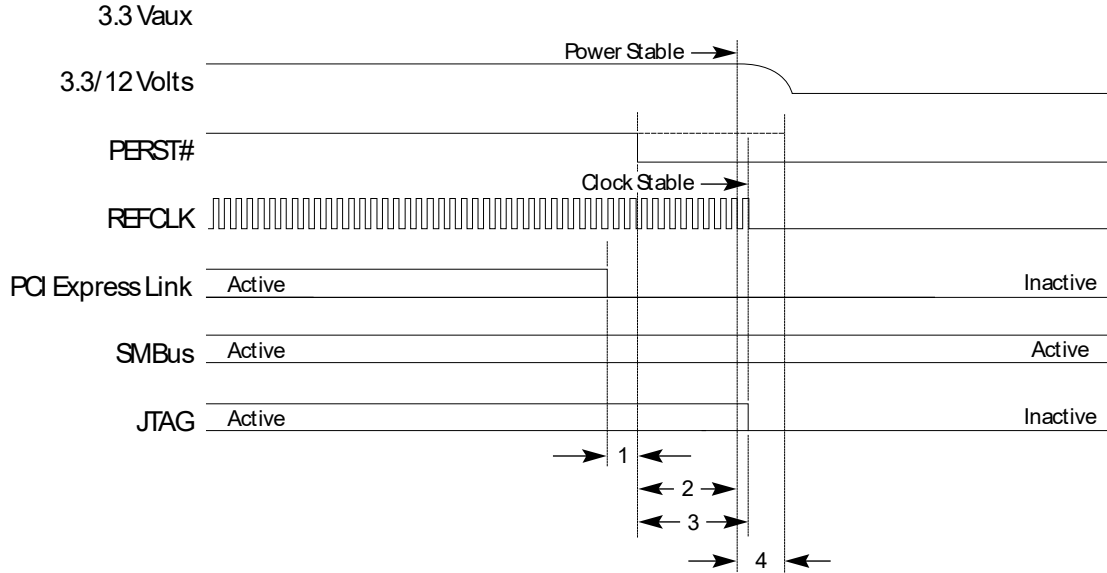 3.3 Vaux
Power Stable
3.3/12 Volts
PERST#
Clock Stable
REFCLK
PCI Express Link
Active
Inactive
SMBus
Active
Active
JTAG
Active
Inactive
1
2
3
4